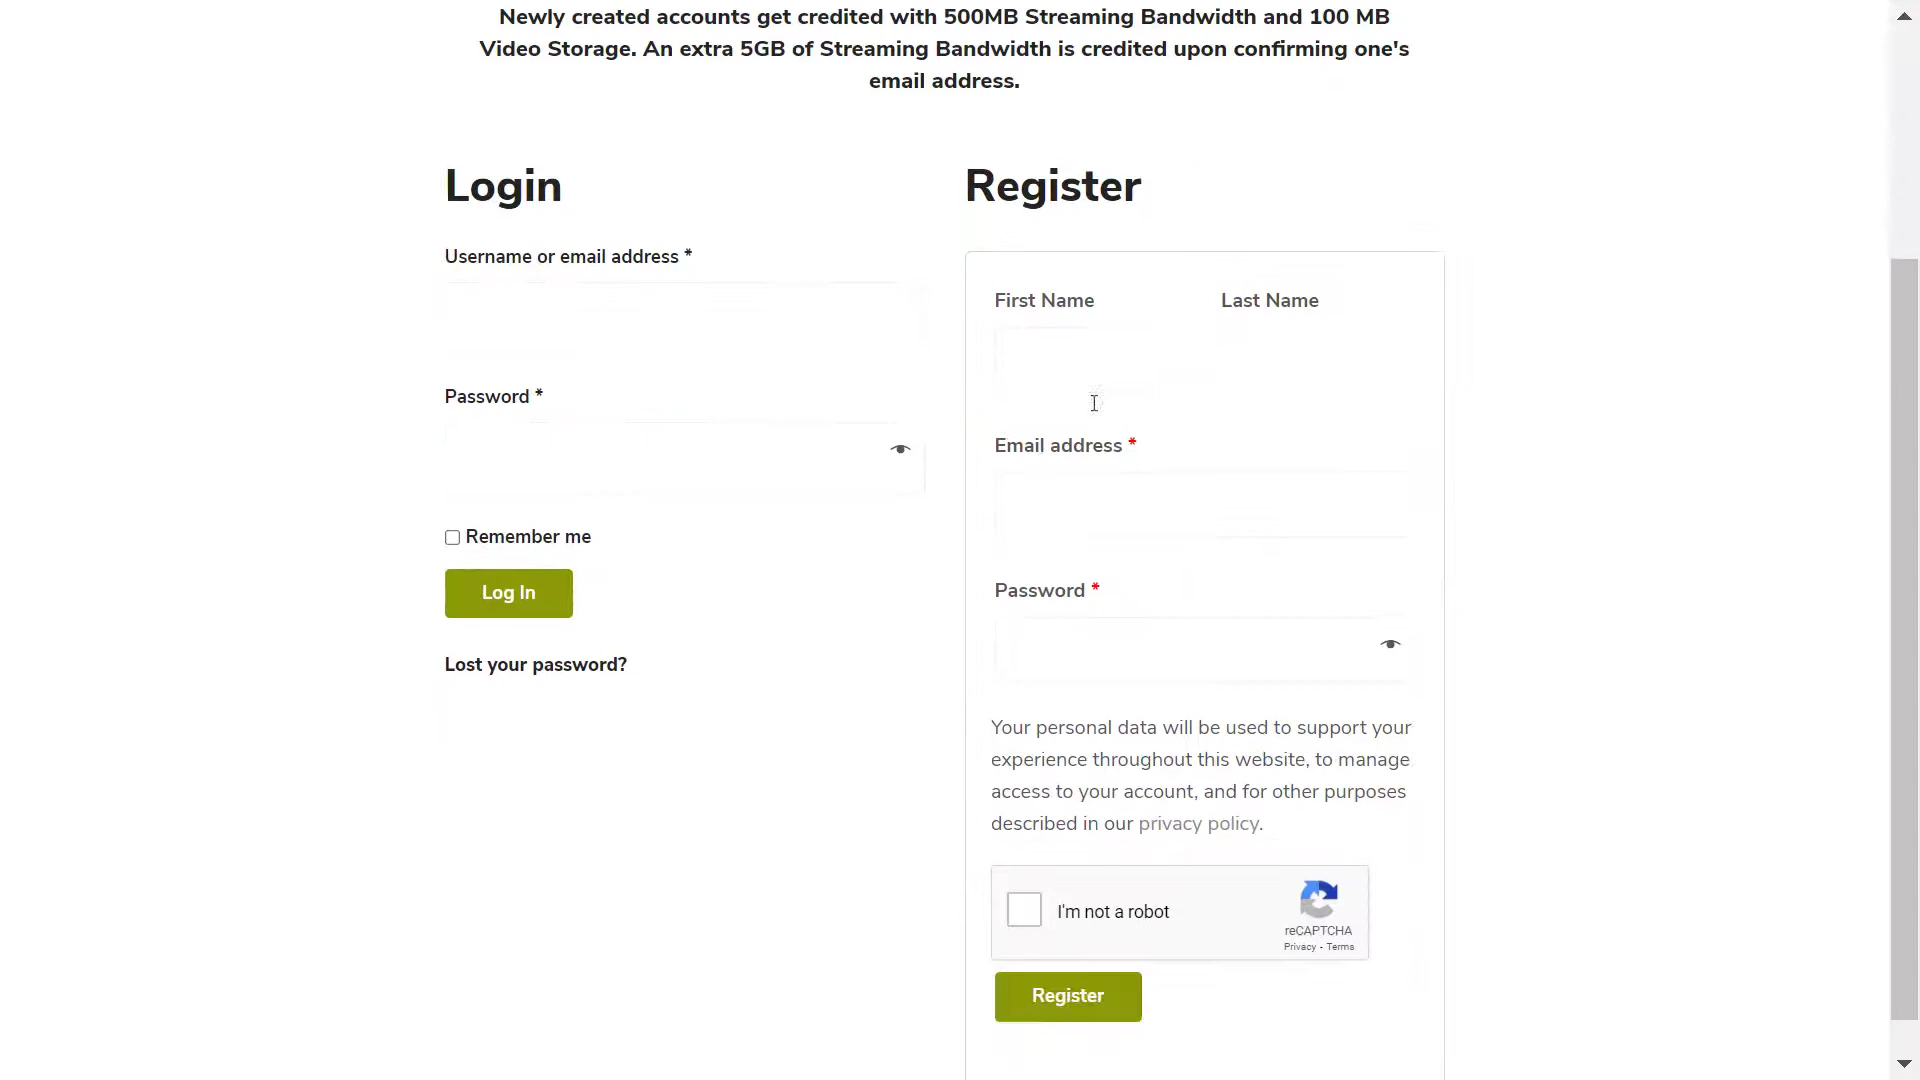 Newly created accounts get credited with 500MB Streaming Bandwidth and 100 MB
Video Storage. An extra 5GB of Streaming Bandwidth is credited upon confirming one's
email address.
Login
Username or email address *
Password *
Remember me
Log In
Lost your password?
Register
First Name
Last Name
Email address *
Password *
Your personal data will be used to support your
experience throughout this website, to manage
access to your account, and for other purposes
described in our privacy policy.
I'm not a robot
reCAPTCHA
Privacy - Terms
Register